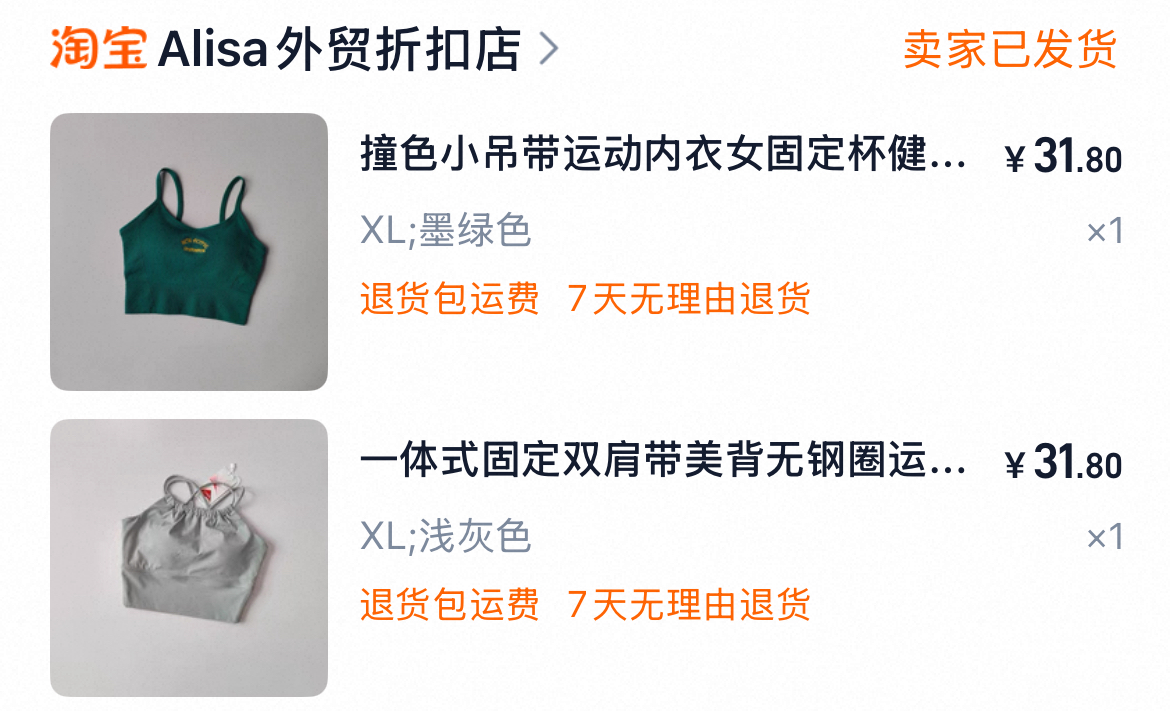 淘宝 Alisa外贸折扣店 >
卖家已发货
撞色小吊带运动内衣女固定杯健... ¥31.80
XL;墨绿色 ×1
退货包运费 7天无理由退货
一体式固定双肩带美背无钢圈运... ¥31.80
XL;浅灰色 ×1
退货包运费 7天无理由退货